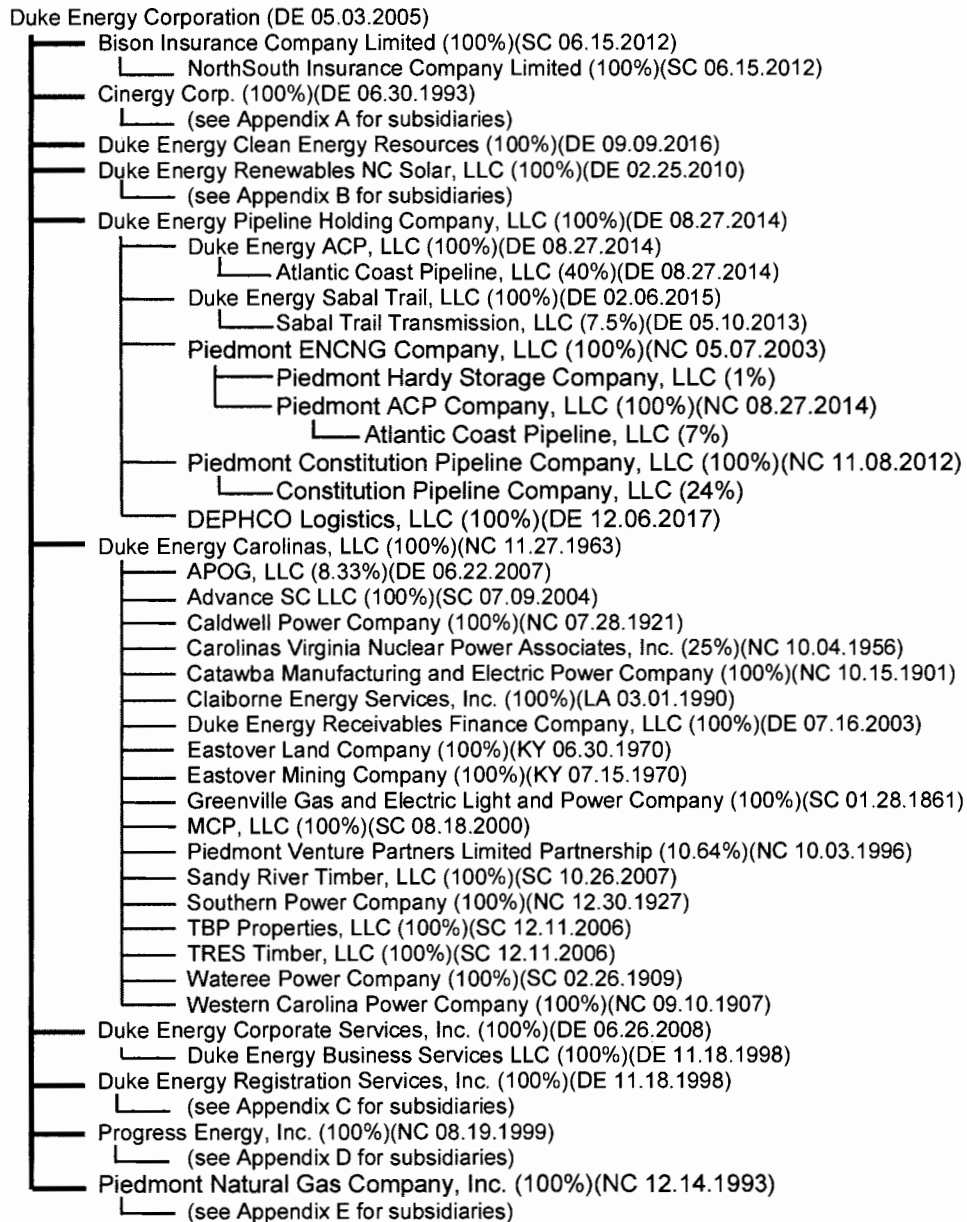 Duke Energy Corporation (DE 05.03.2005)
Bison Insurance Company Limited (100%)(SC 06.15.2012)
NorthSouth Insurance Company Limited (100%)(SC 06.15.2012)
Cinergy Corp. (100%)(DE 06.30.1993)
(see Appendix A for subsidiaries)
Duke Energy Clean Energy Resources (100%)(DE 09.09.2016)
Duke Energy Renewables NC Solar, LLC (100%)(DE 02.25.2010)
(see Appendix B for subsidiaries)
Duke Energy Pipeline Holding Company, LLC (100%)(DE 08.27.2014)
Duke Energy ACP, LLC (100%)(DE 08.27.2014)
Atlantic Coast Pipeline, LLC (40%)(DE 08.27.2014)
Duke Energy Sabal Trail, LLC (100%)(DE 02.06.2015)
Sabal Trail Transmission, LLC (7.5%)(DE 05.10.2013)
Piedmont ENCNG Company, LLC (100%)(NC 05.07.2003)
Piedmont Hardy Storage Company, LLC (1%)
Piedmont ACP Company, LLC (100%)(NC 08.27.2014)
Atlantic Coast Pipeline, LLC (7%)
Piedmont Constitution Pipeline Company, LLC (100%)(NC 11.08.2012)
Constitution Pipeline Company, LLC (24%)
DEPHCO Logistics, LLC (100%)(DE 12.06.2017)
Duke Energy Carolinas, LLC (100%)(NC 11.27.1963)
APOG, LLC (8.33%)(DE 06.22.2007)
Advance SC LLC (100%)(SC 07.09.2004)
Caldwell Power Company (100%)(NC 07.28.1921)
Carolinas Virginia Nuclear Power Associates, Inc. (25%)(NC 10.04.1956)
Catawba Manufacturing and Electric Power Company (100%)(NC 10.15.1901)
Claiborne Energy Services, Inc. (100%)(LA 03.01.1990)
Duke Energy Receivables Finance Company, LLC (100%)(DE 07.16.2003)
Eastover Land Company (100%)(KY 06.30.1970)
Eastover Mining Company (100%)(KY 07.15.1970)
Greenville Gas and Electric Light and Power Company (100%)(SC 01.28.1861)
MCP, LLC (100%)(SC 08.18.2000)
Piedmont Venture Partners Limited Partnership (10.64%)(NC 10.03.1996)
Sandy River Timber, LLC (100%)(SC 10.26.2007)
Southern Power Company (100%)(NC 12.30.1927)
TBP Properties, LLC (100%)(SC 12.11.2006)
TRES Timber, LLC (100%)(SC 12.11.2006)
Wateree Power Company (100%)(SC 02.26.1909)
Western Carolina Power Company (100%)(NC 09.10.1907)
Duke Energy Corporate Services, Inc. (100%)(DE 06.26.2008)
Duke Energy Business Services LLC (100%)(DE 11.18.1998)
Duke Energy Registration Services, Inc. (100%)(DE 11.18.1998)
(see Appendix C for subsidiaries)
Progress Energy, Inc. (100%)(NC 08.19.1999)
(see Appendix D for subsidiaries)
Piedmont Natural Gas Company, Inc. (100%)(NC 12.14.1993)
(see Appendix E for subsidiaries)